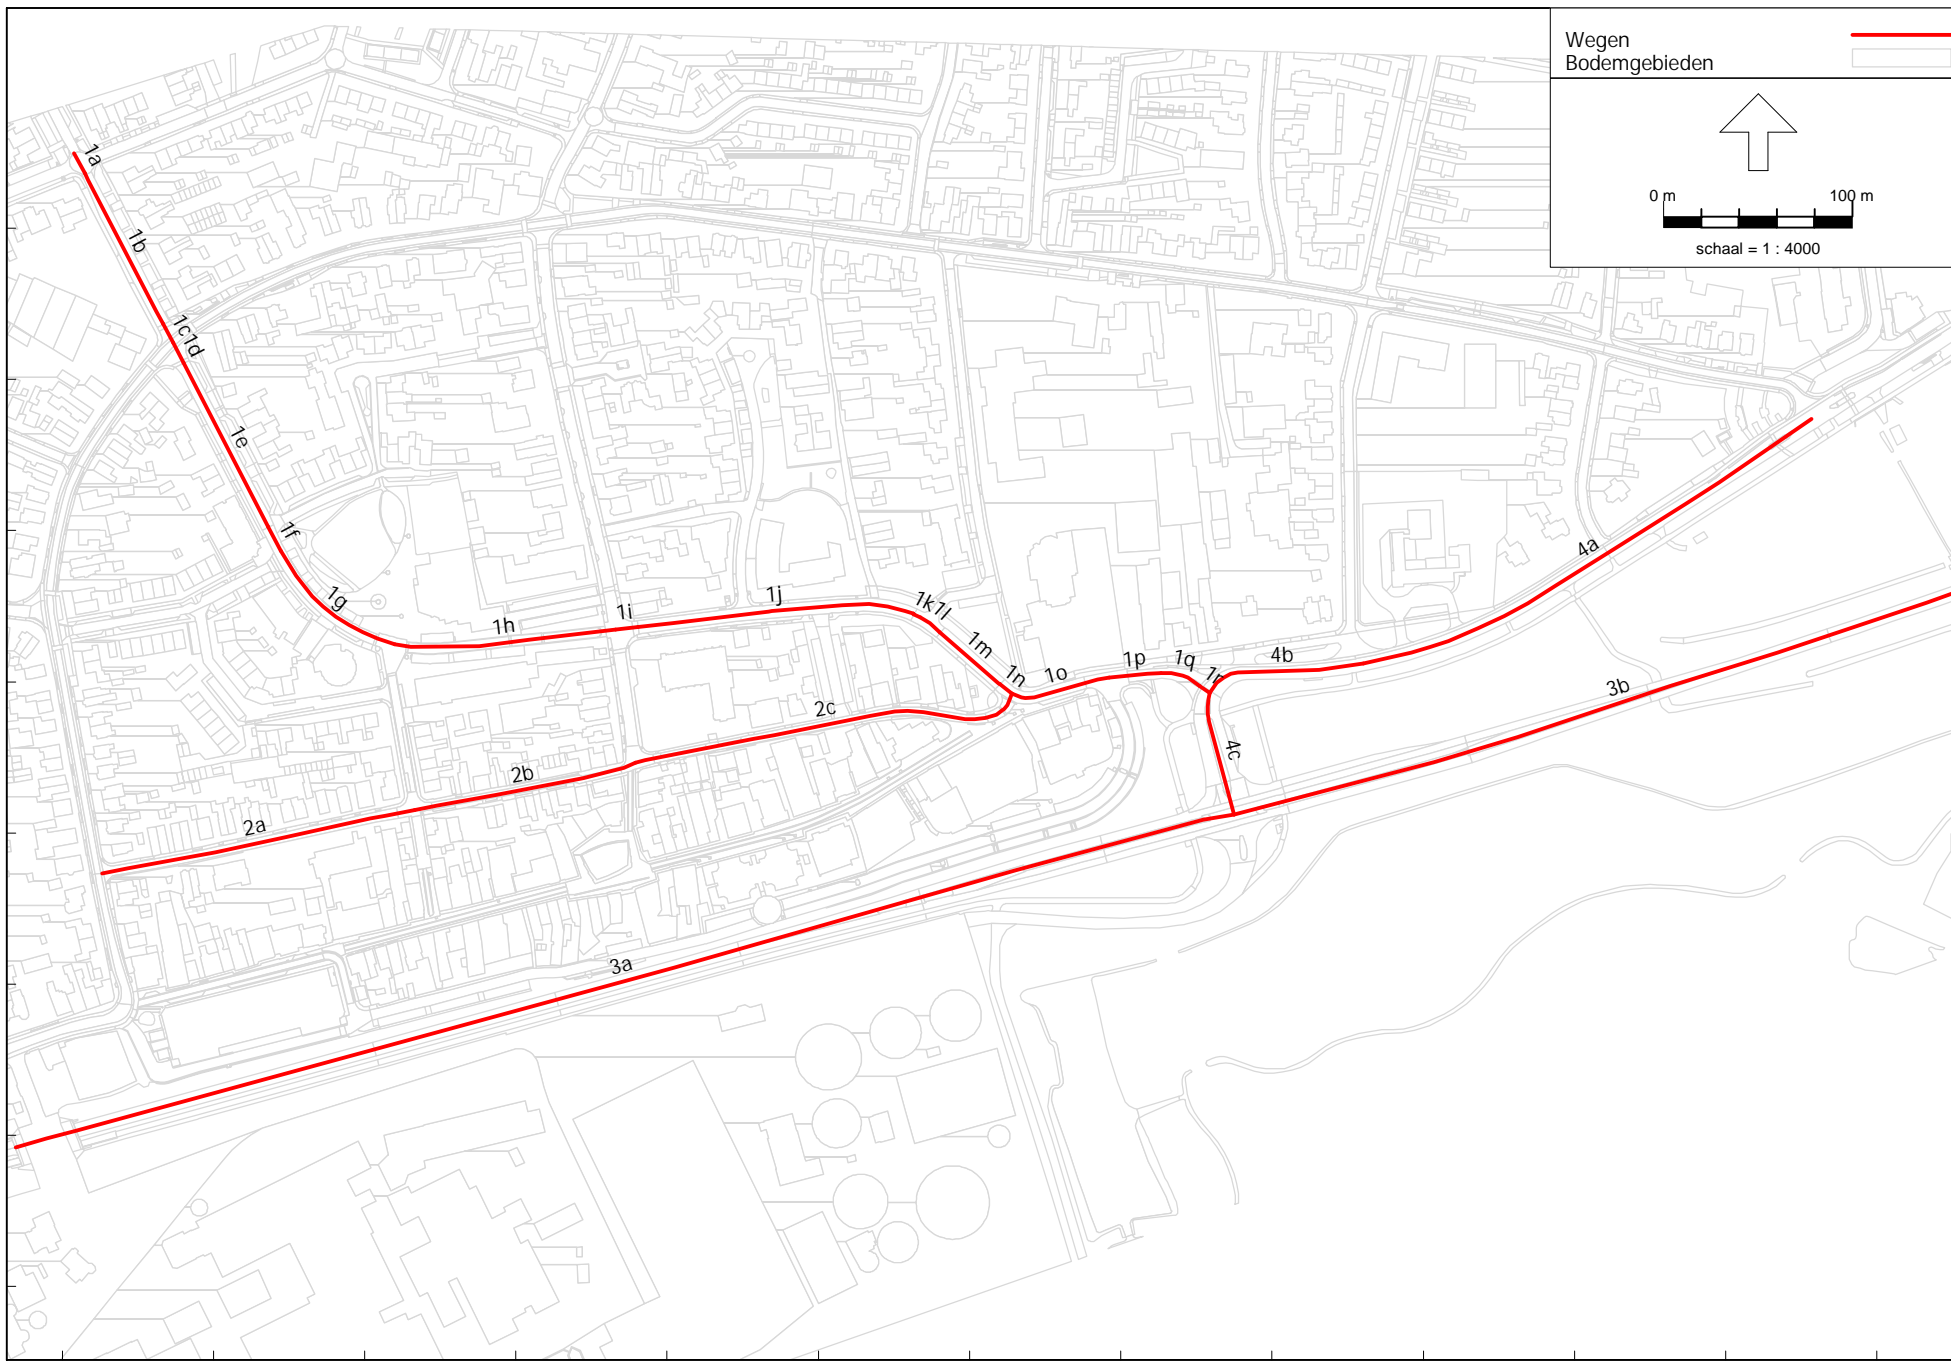 Wegen
Bodemgebieden
0 m 100 m
schaal = 1 : 4000
1a
1b
1c1d
1e
1f
1g
1h
1i
1j
1k1l
1m
1n
1o
1p
1q
1r
4b
4a
4c
3b
2c
2b
2a
3a